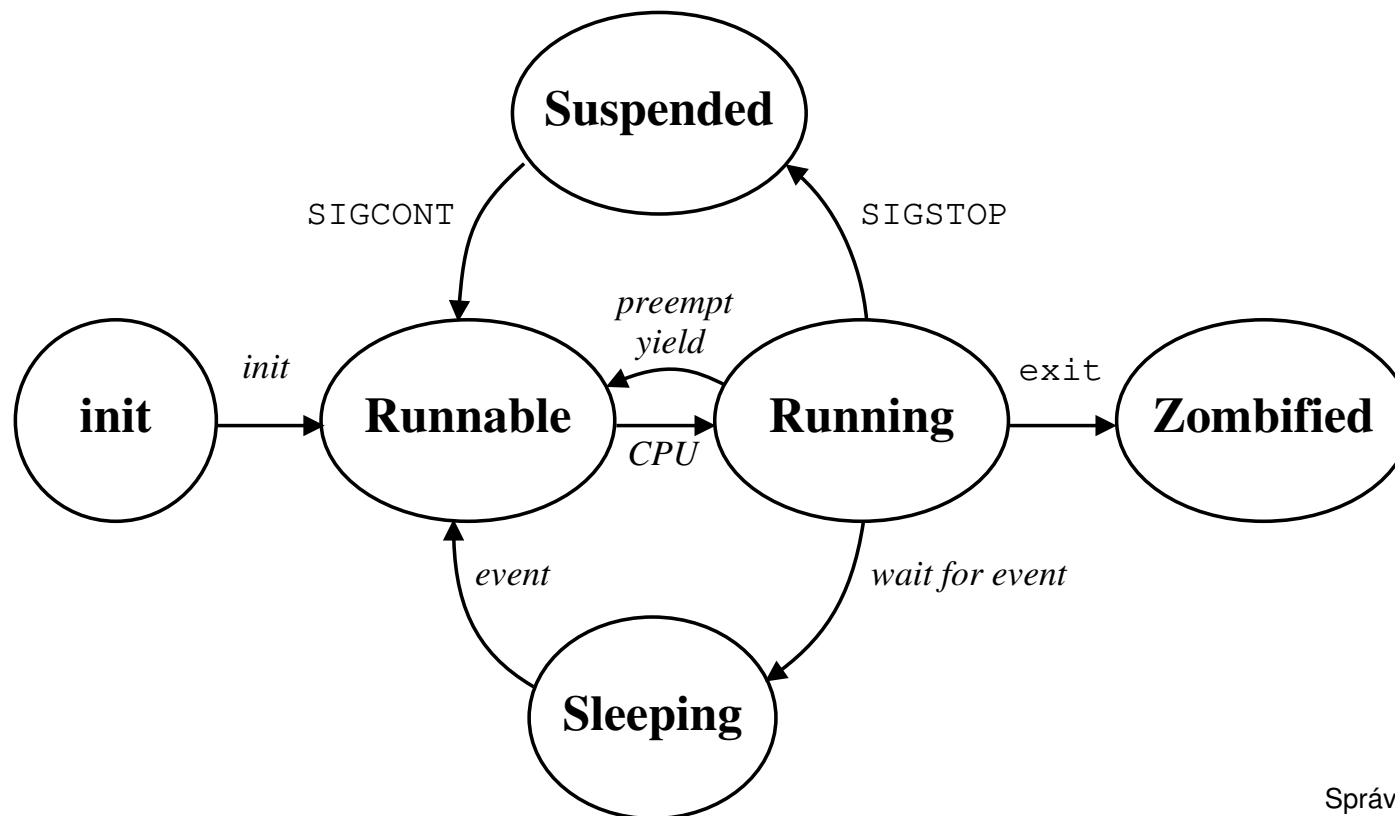 Suspended
SIGCONT
SIGSTOP
preempt
yield
init
init
Runnable
CPU
Running
exit
Zombified
event
wait for event
Sleeping